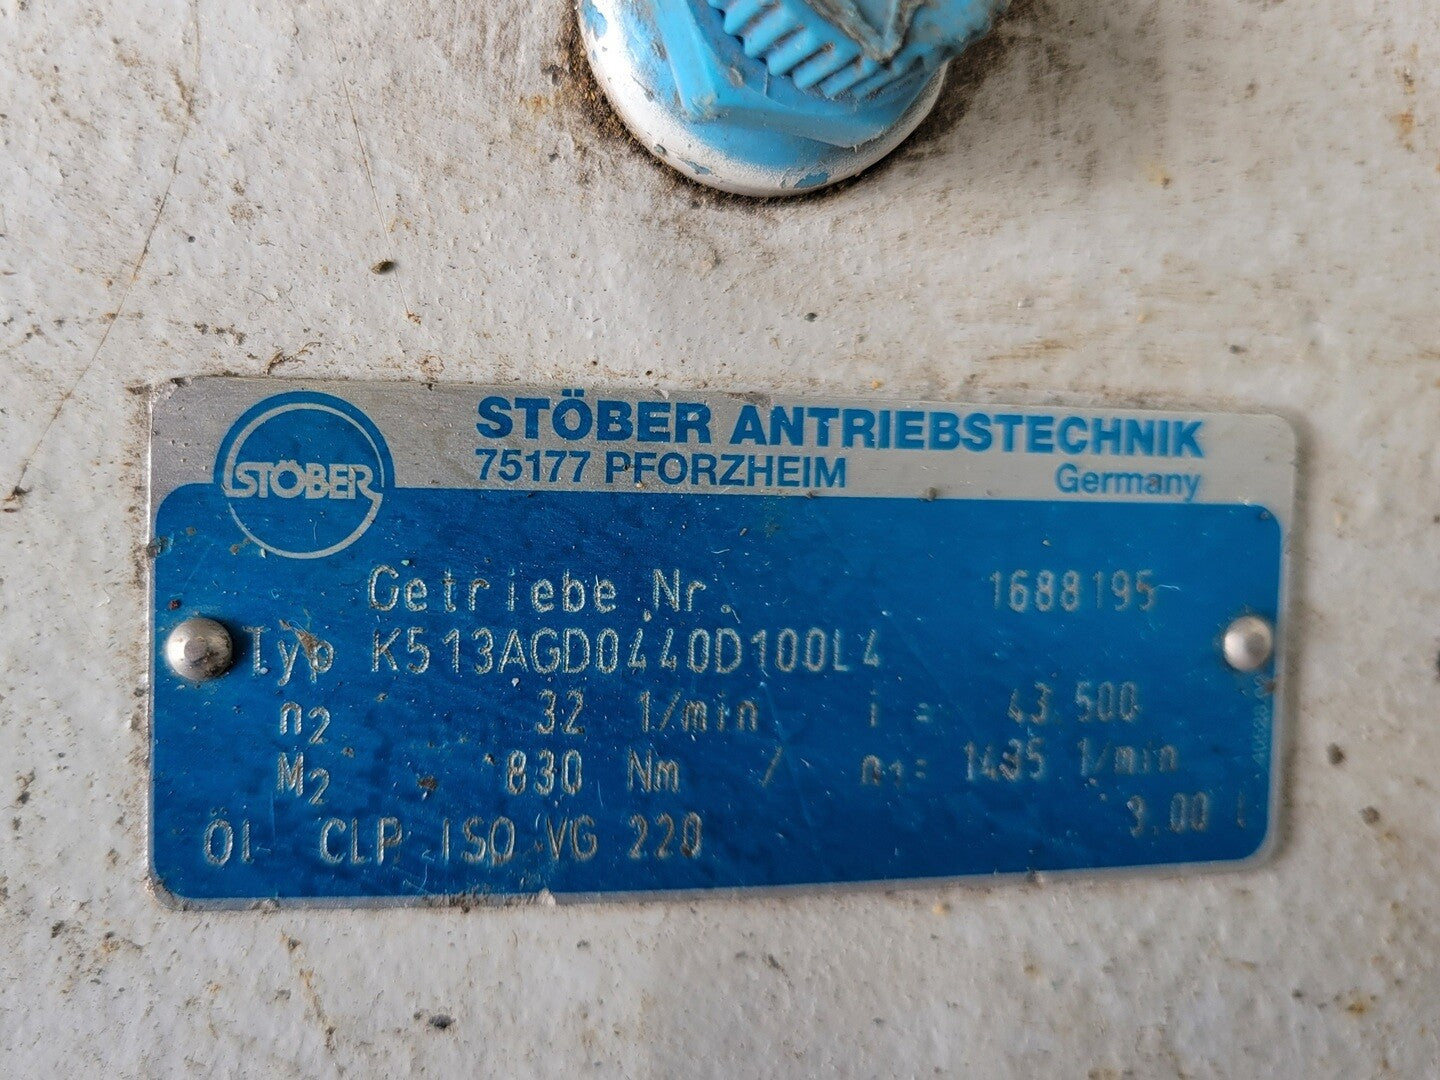 STÖBER
STÖBER ANTRIEBSTECHNIK
75177 PFORZHEIM Germany
Getriebe Nr. 1688195
Typ K513AGD0440D100L4
n2 32 1/min i = 43.500
M2 830 Nm / n1= 1435 1/min
Öl CLP ISO VG 220 9.00 l